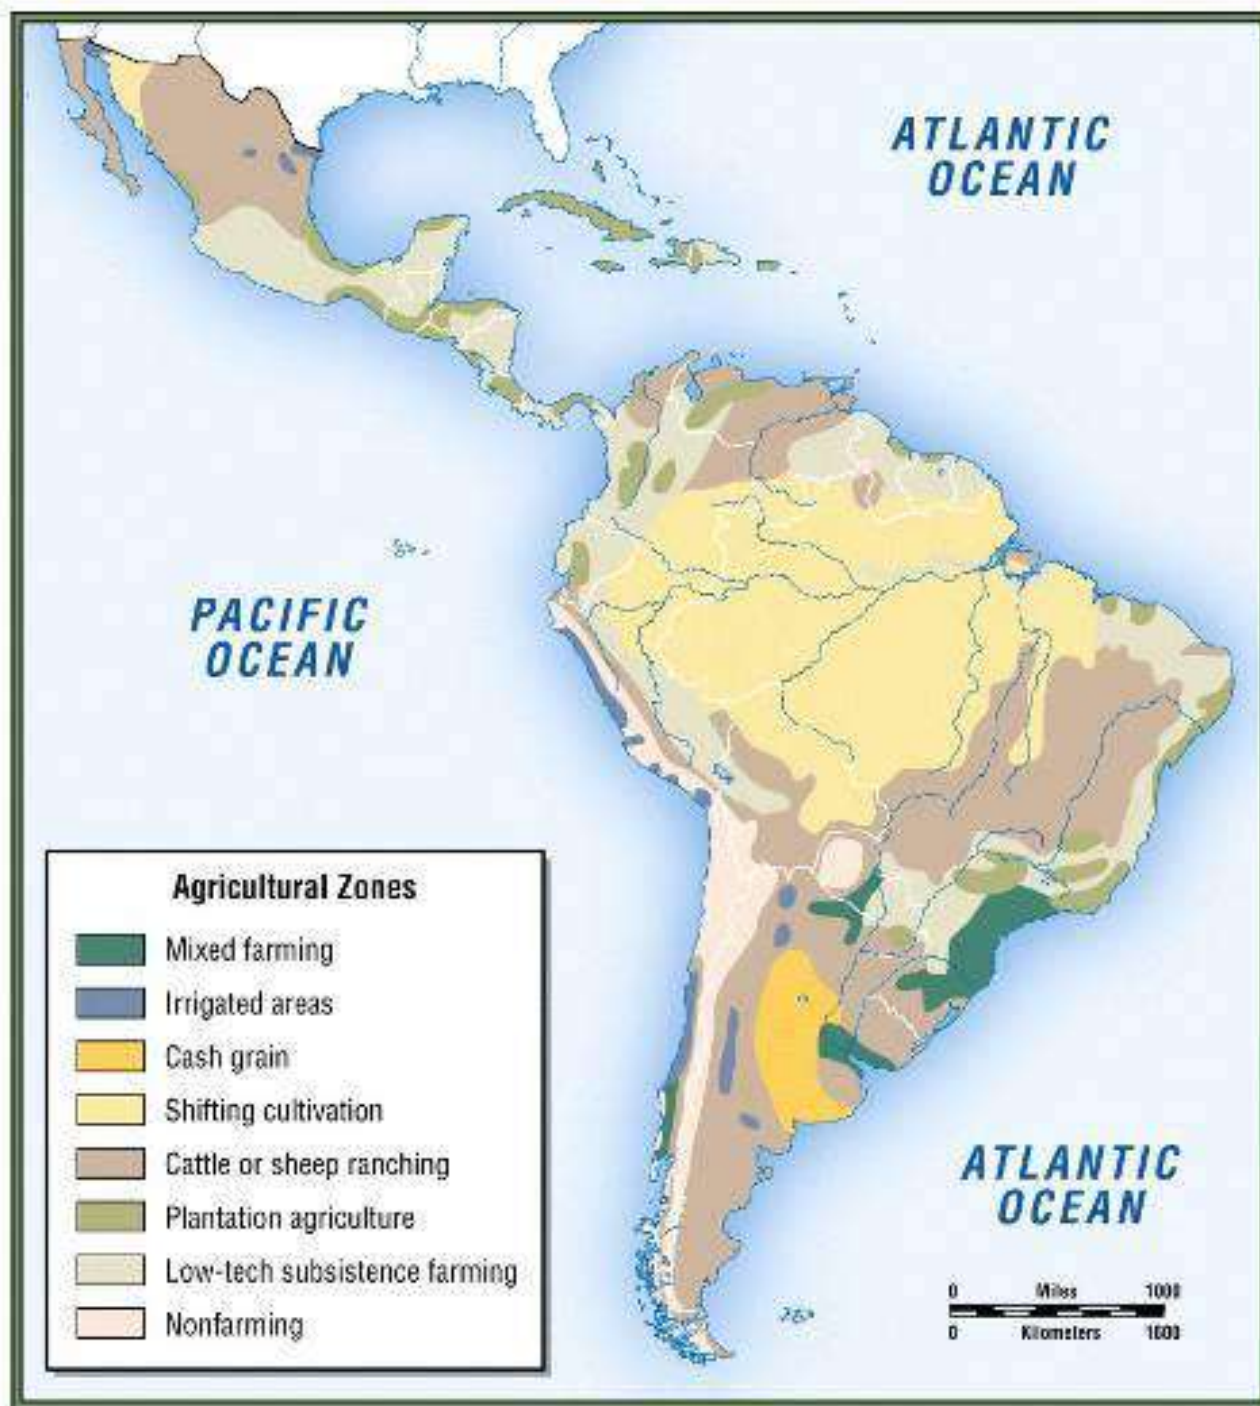 ATLANTIC
OCEAN
PACIFIC
OCEAN
Agricultural Zones
Mixed farming
Irrigated areas
Cash grain
Shifting cultivation
Cattle or sheep ranching
Plantation agriculture
Low-tech subsistence farming
Nonfarming
ATLANTIC
OCEAN
0 Miles 1000
0 Kilometers 1600